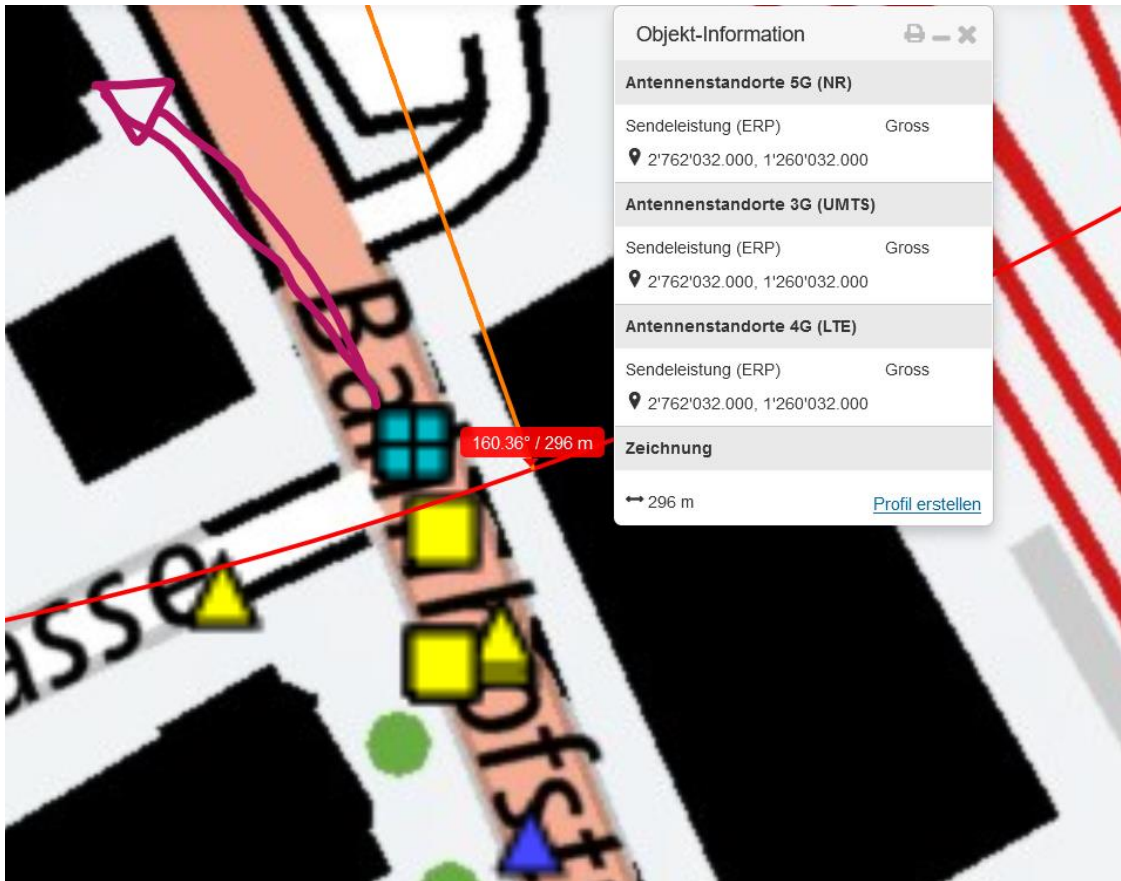 Objekt-Information
Antennenstandorte 5G (NR)
Sendeleistung (ERP) Gross
2'762'032.000, 1'260'032.000
Antennenstandorte 3G (UMTS)
Sendeleistung (ERP) Gross
2'762'032.000, 1'260'032.000
Antennenstandorte 4G (LTE)
Sendeleistung (ERP) Gross
2'762'032.000, 1'260'032.000
Zeichnung
296 m Profil erstellen
160.36° / 296 m
asse
Bahnhofst